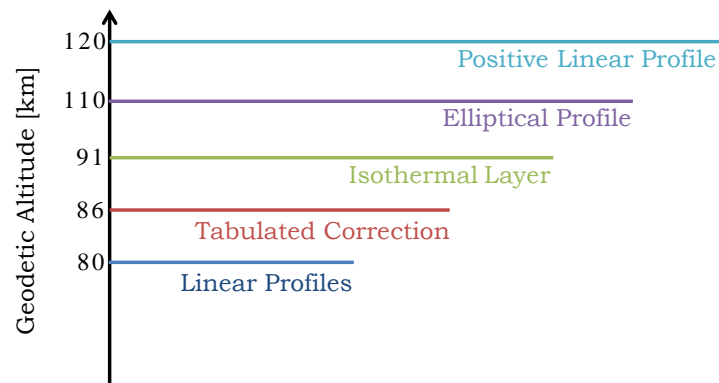 Geodetic Altitude [km]
120
Positive Linear Profile
110
Elliptical Profile
91
Isothermal Layer
86
Tabulated Correction
80
Linear Profiles